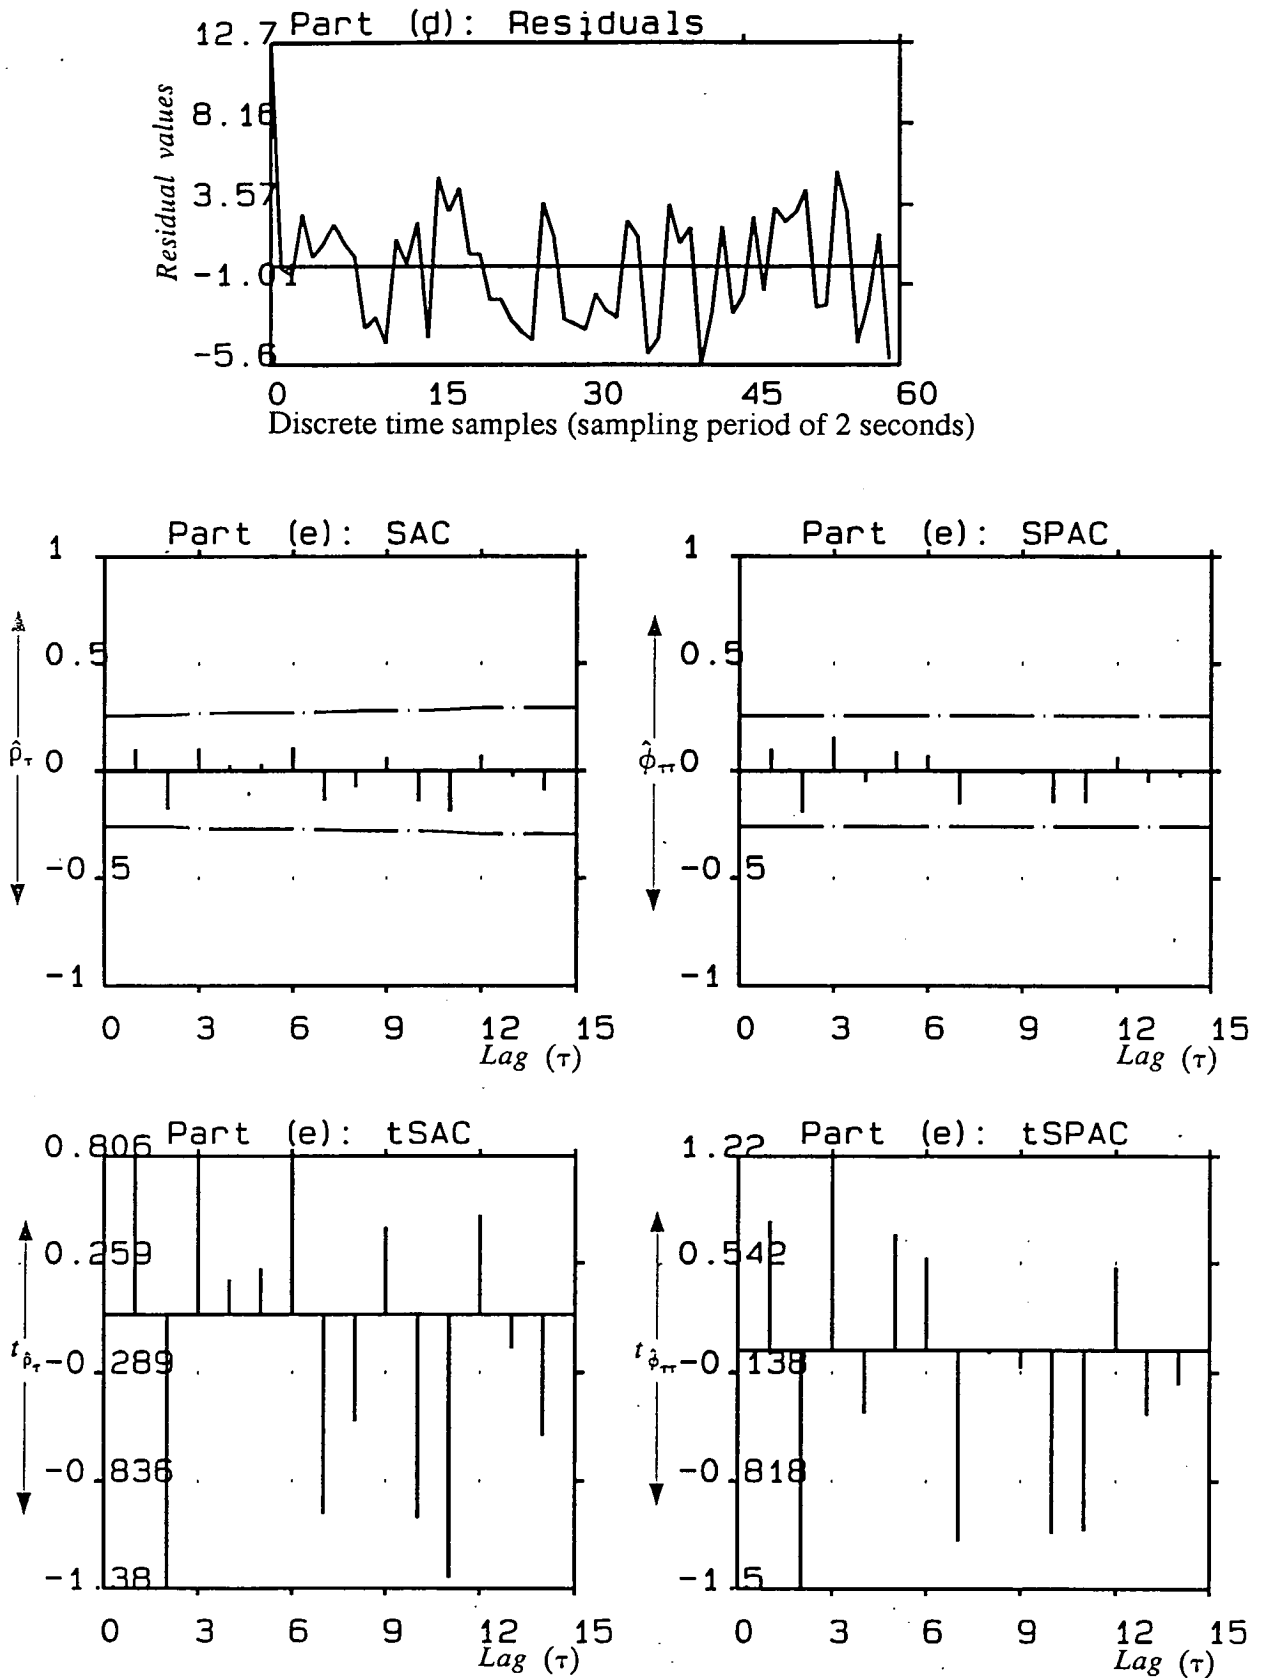 Part (d): Residuals
12.7
8.16
3.57
-1.01
-5.6
Residual values
0 15 30 45 60
Discrete time samples (sampling period of 2 seconds)
Part (e): SAC
1
0.5
0
-0.5
-1
ρ̂τ
0 3 6 9 12 15
Lag (τ)
Part (e): SPAC
1
0.5
0
-0.5
-1
ϕ̂ττ
0 3 6 9 12 15
Lag (τ)
Part (e): tSAC
0.806
0.259
-0.289
-0.836
-1.38
tρ̂τ
0 3 6 9 12 15
Lag (τ)
Part (e): tSPAC
1.22
0.542
-0.138
-0.818
-1.5
tϕ̂ττ
0 3 6 9 12 15
Lag (τ)